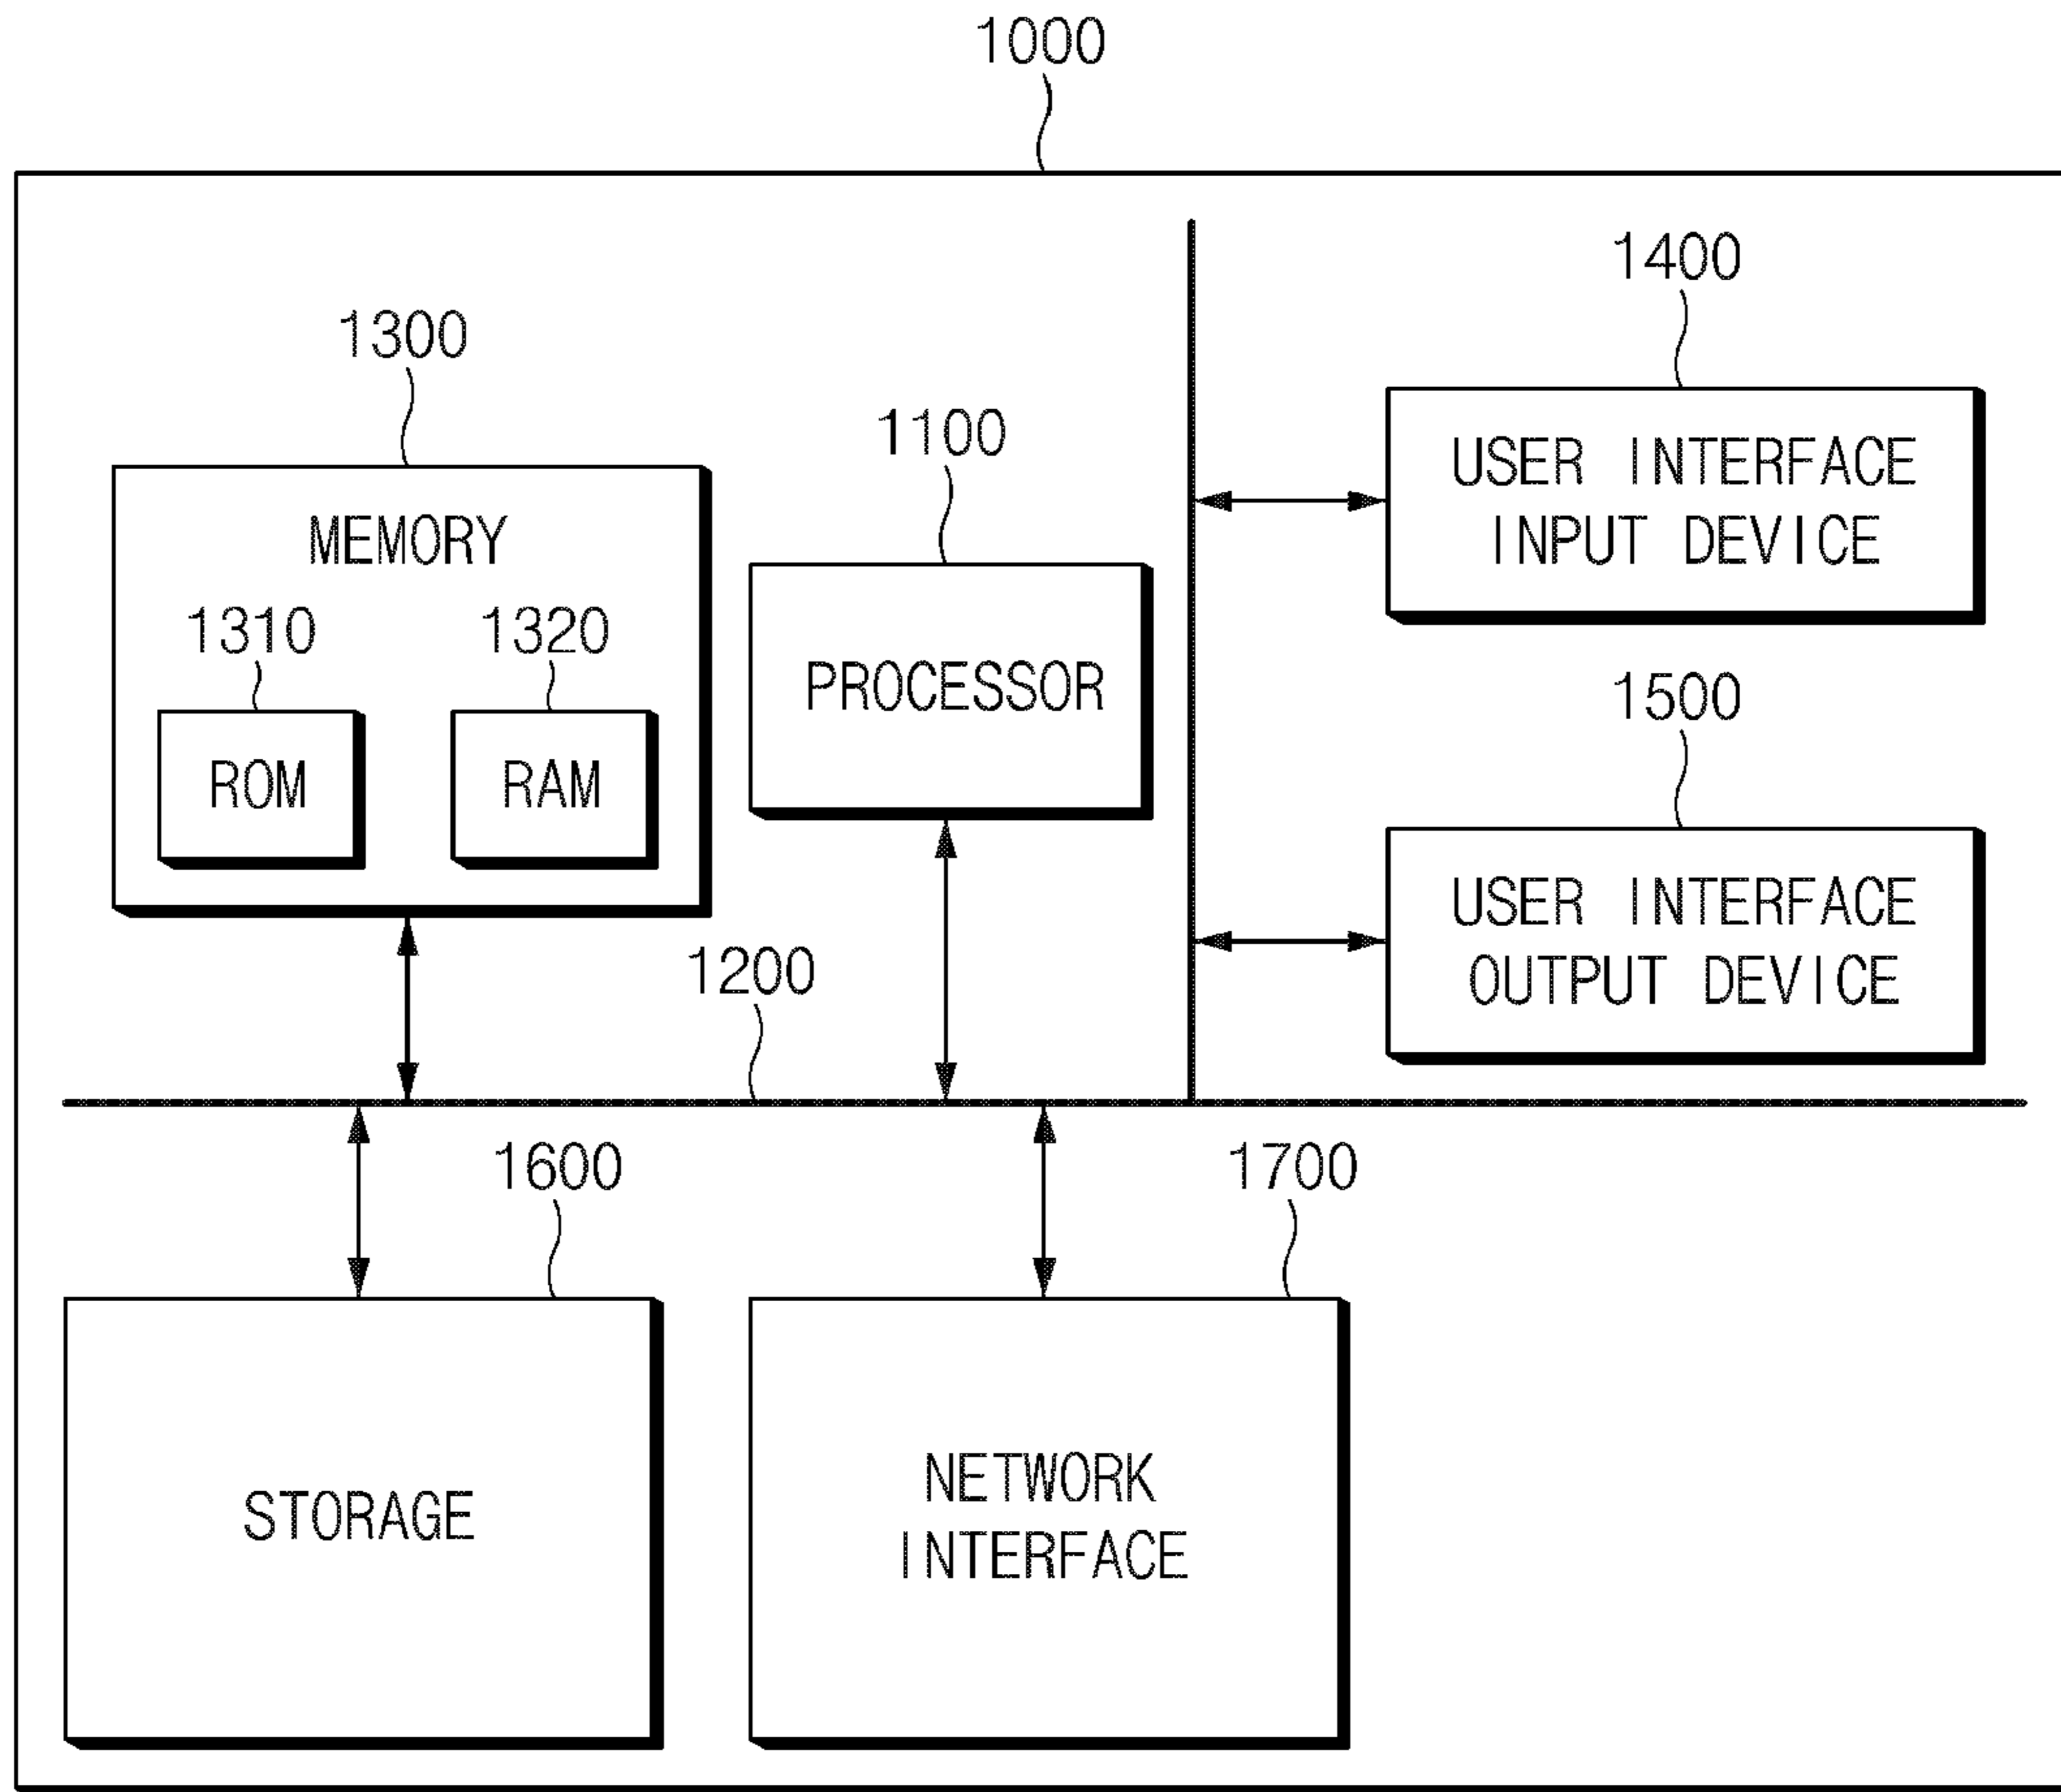 1000
1400
1300
1100
USER INTERFACE
INPUT DEVICE
MEMORY
1310
1320
PROCESSOR
ROM
RAM
1500
USER INTERFACE
OUTPUT DEVICE
1200
1600
1700
STORAGE
NETWORK
INTERFACE